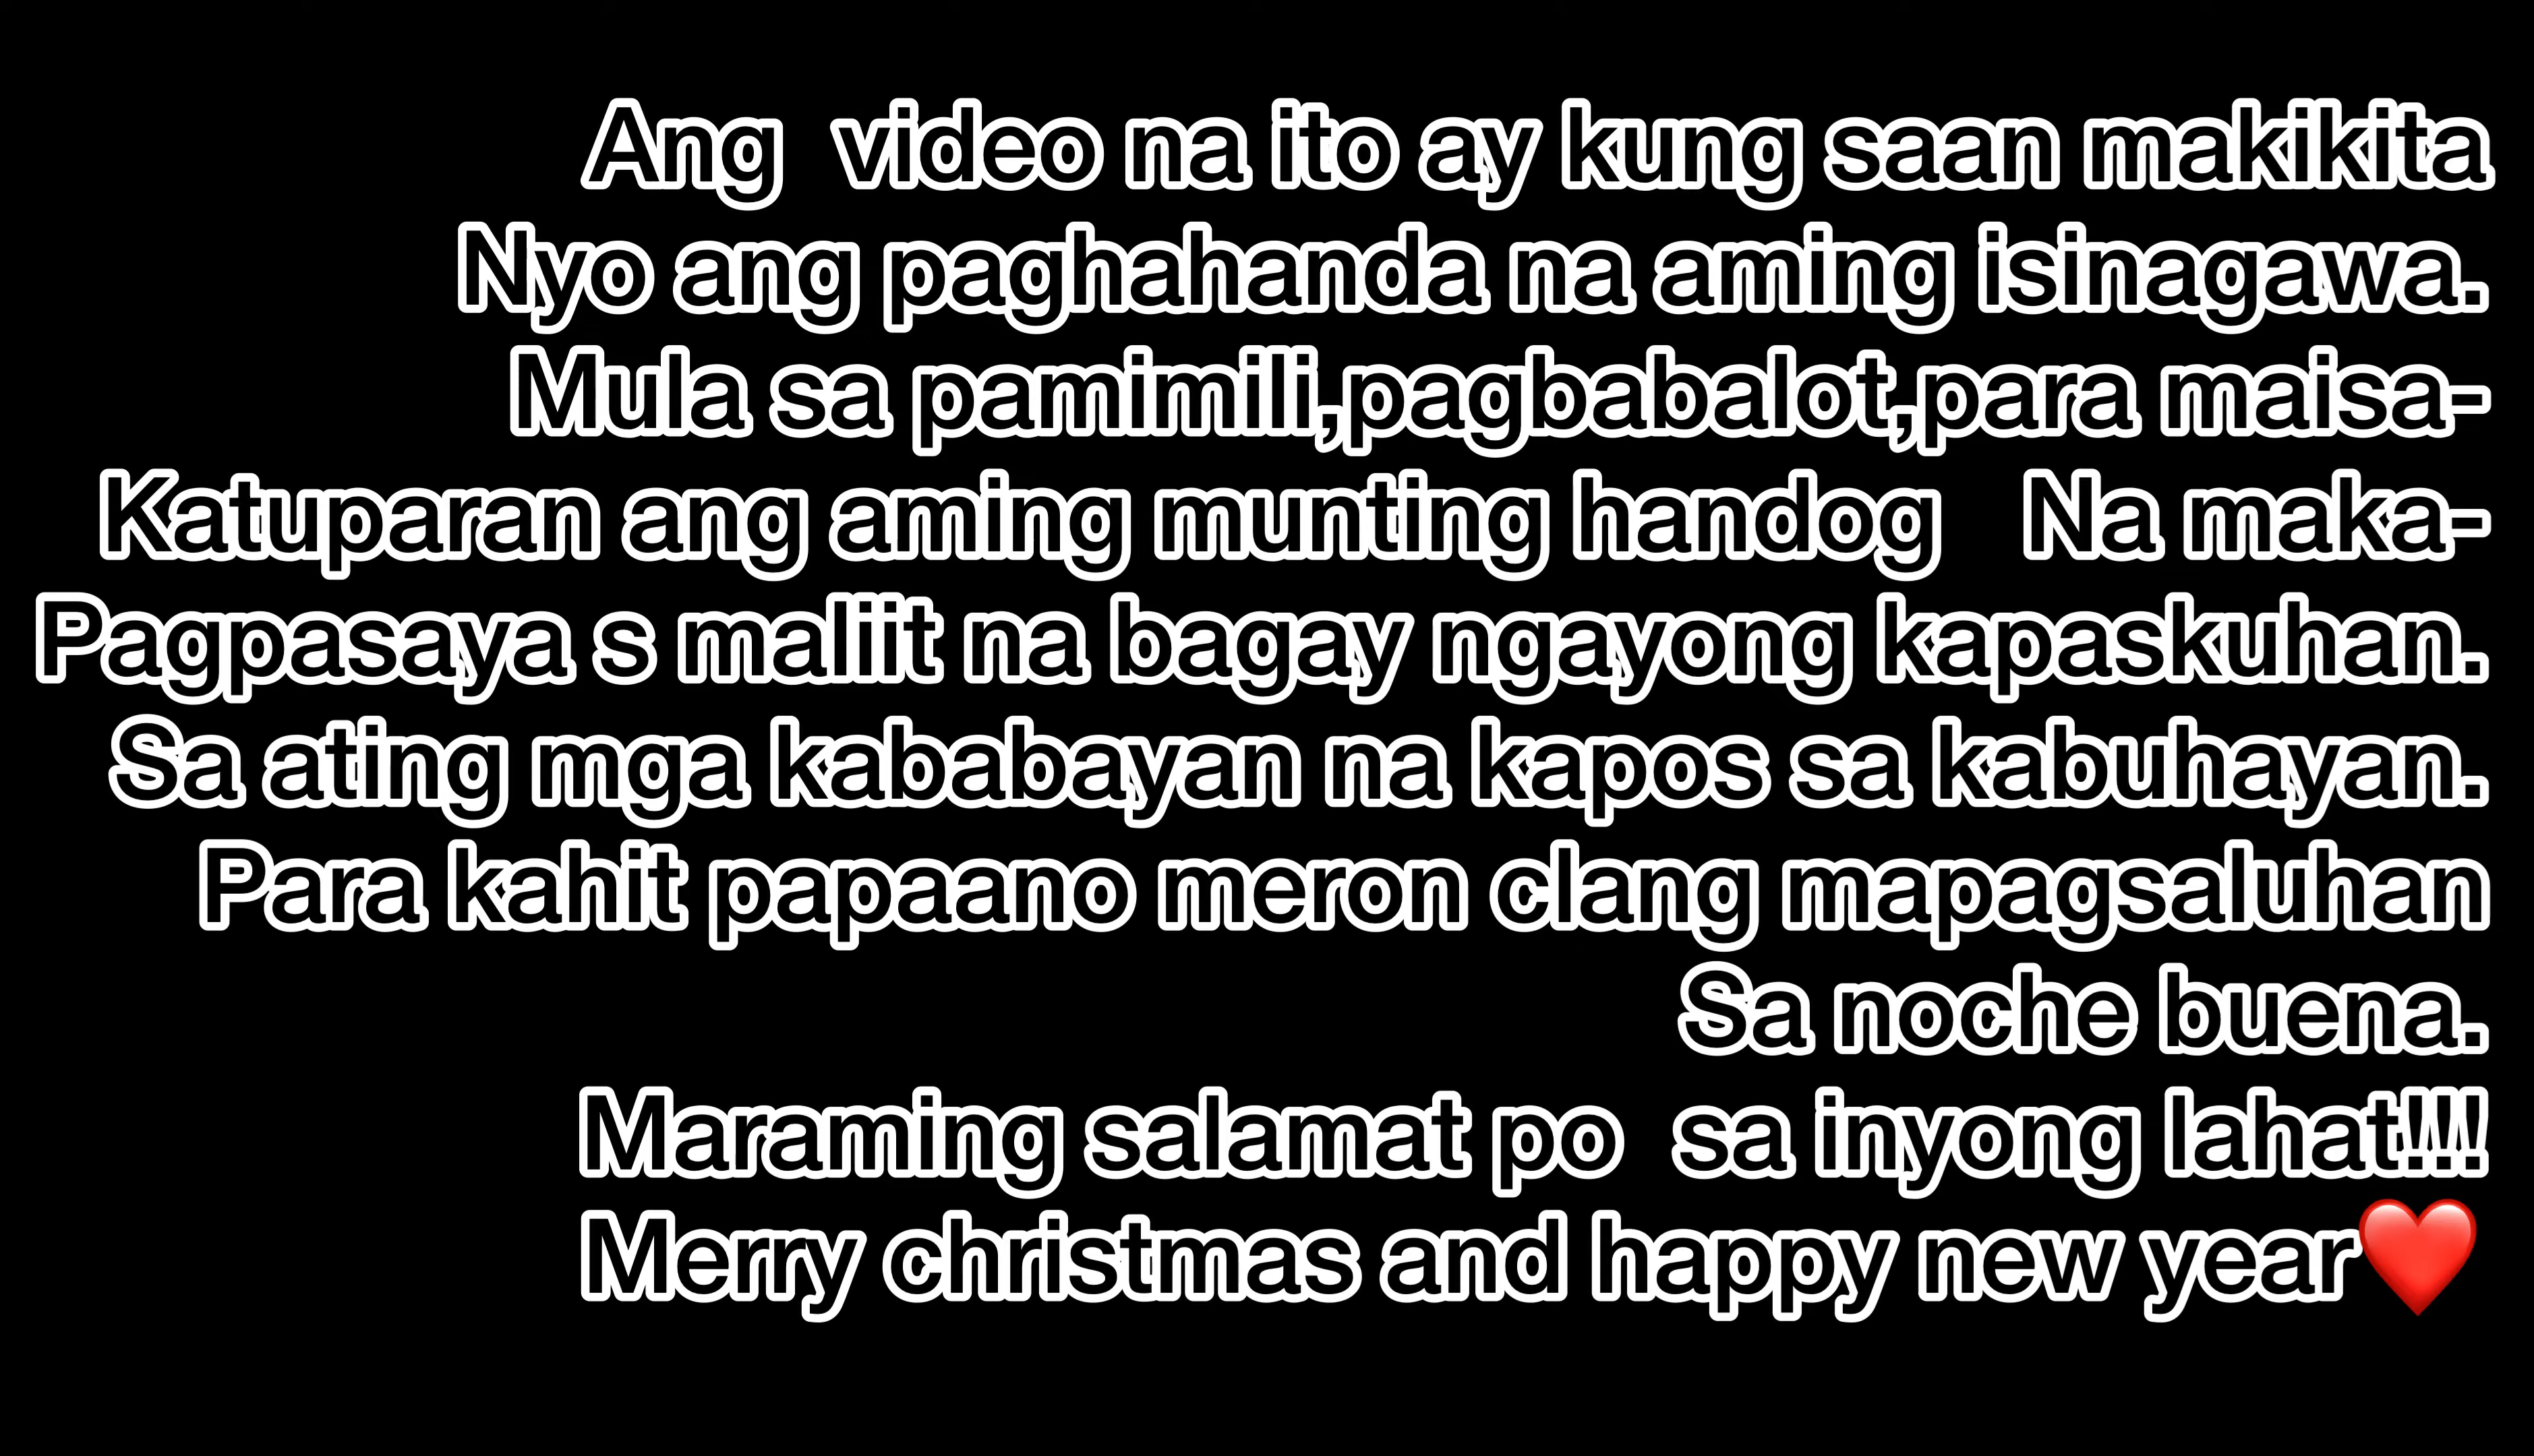 Ang  video na ito ay kung saan makikita
Nyo ang paghahanda na aming isinagawa.
Mula sa pamimili,pagbabalot,para maisa-
Katuparan ang aming munting handog   Na maka-
Pagpasaya s maliit na bagay ngayong kapaskuhan.
Sa ating mga kababayan na kapos sa kabuhayan.
Para kahit papaano meron clang mapagsaluhan
Sa noche buena.
Maraming salamat po  sa inyong lahat!!!
Merry christmas and happy new year❤️